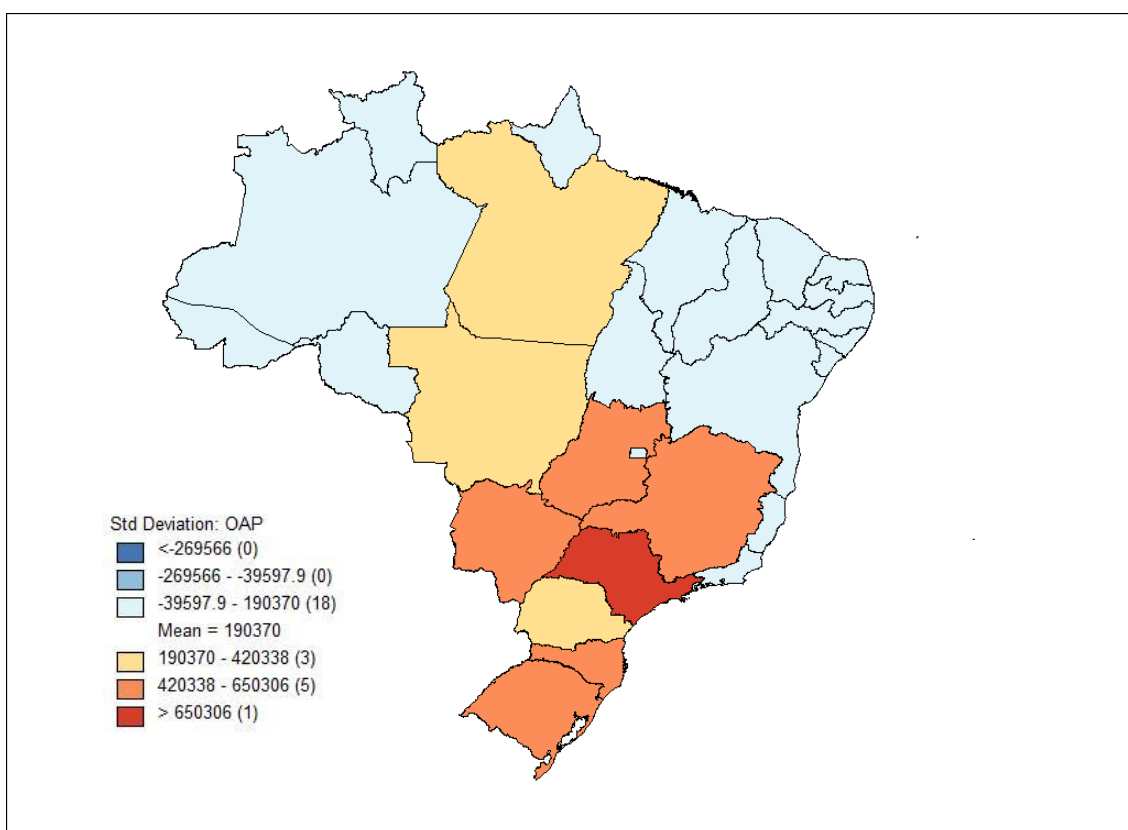 Std Deviation: OAP
<-269566 (0)
-269566 - -39597.9 (0)
-39597.9 - 190370 (18)
Mean = 190370
190370 - 420338 (3)
420338 - 650306 (5)
> 650306 (1)